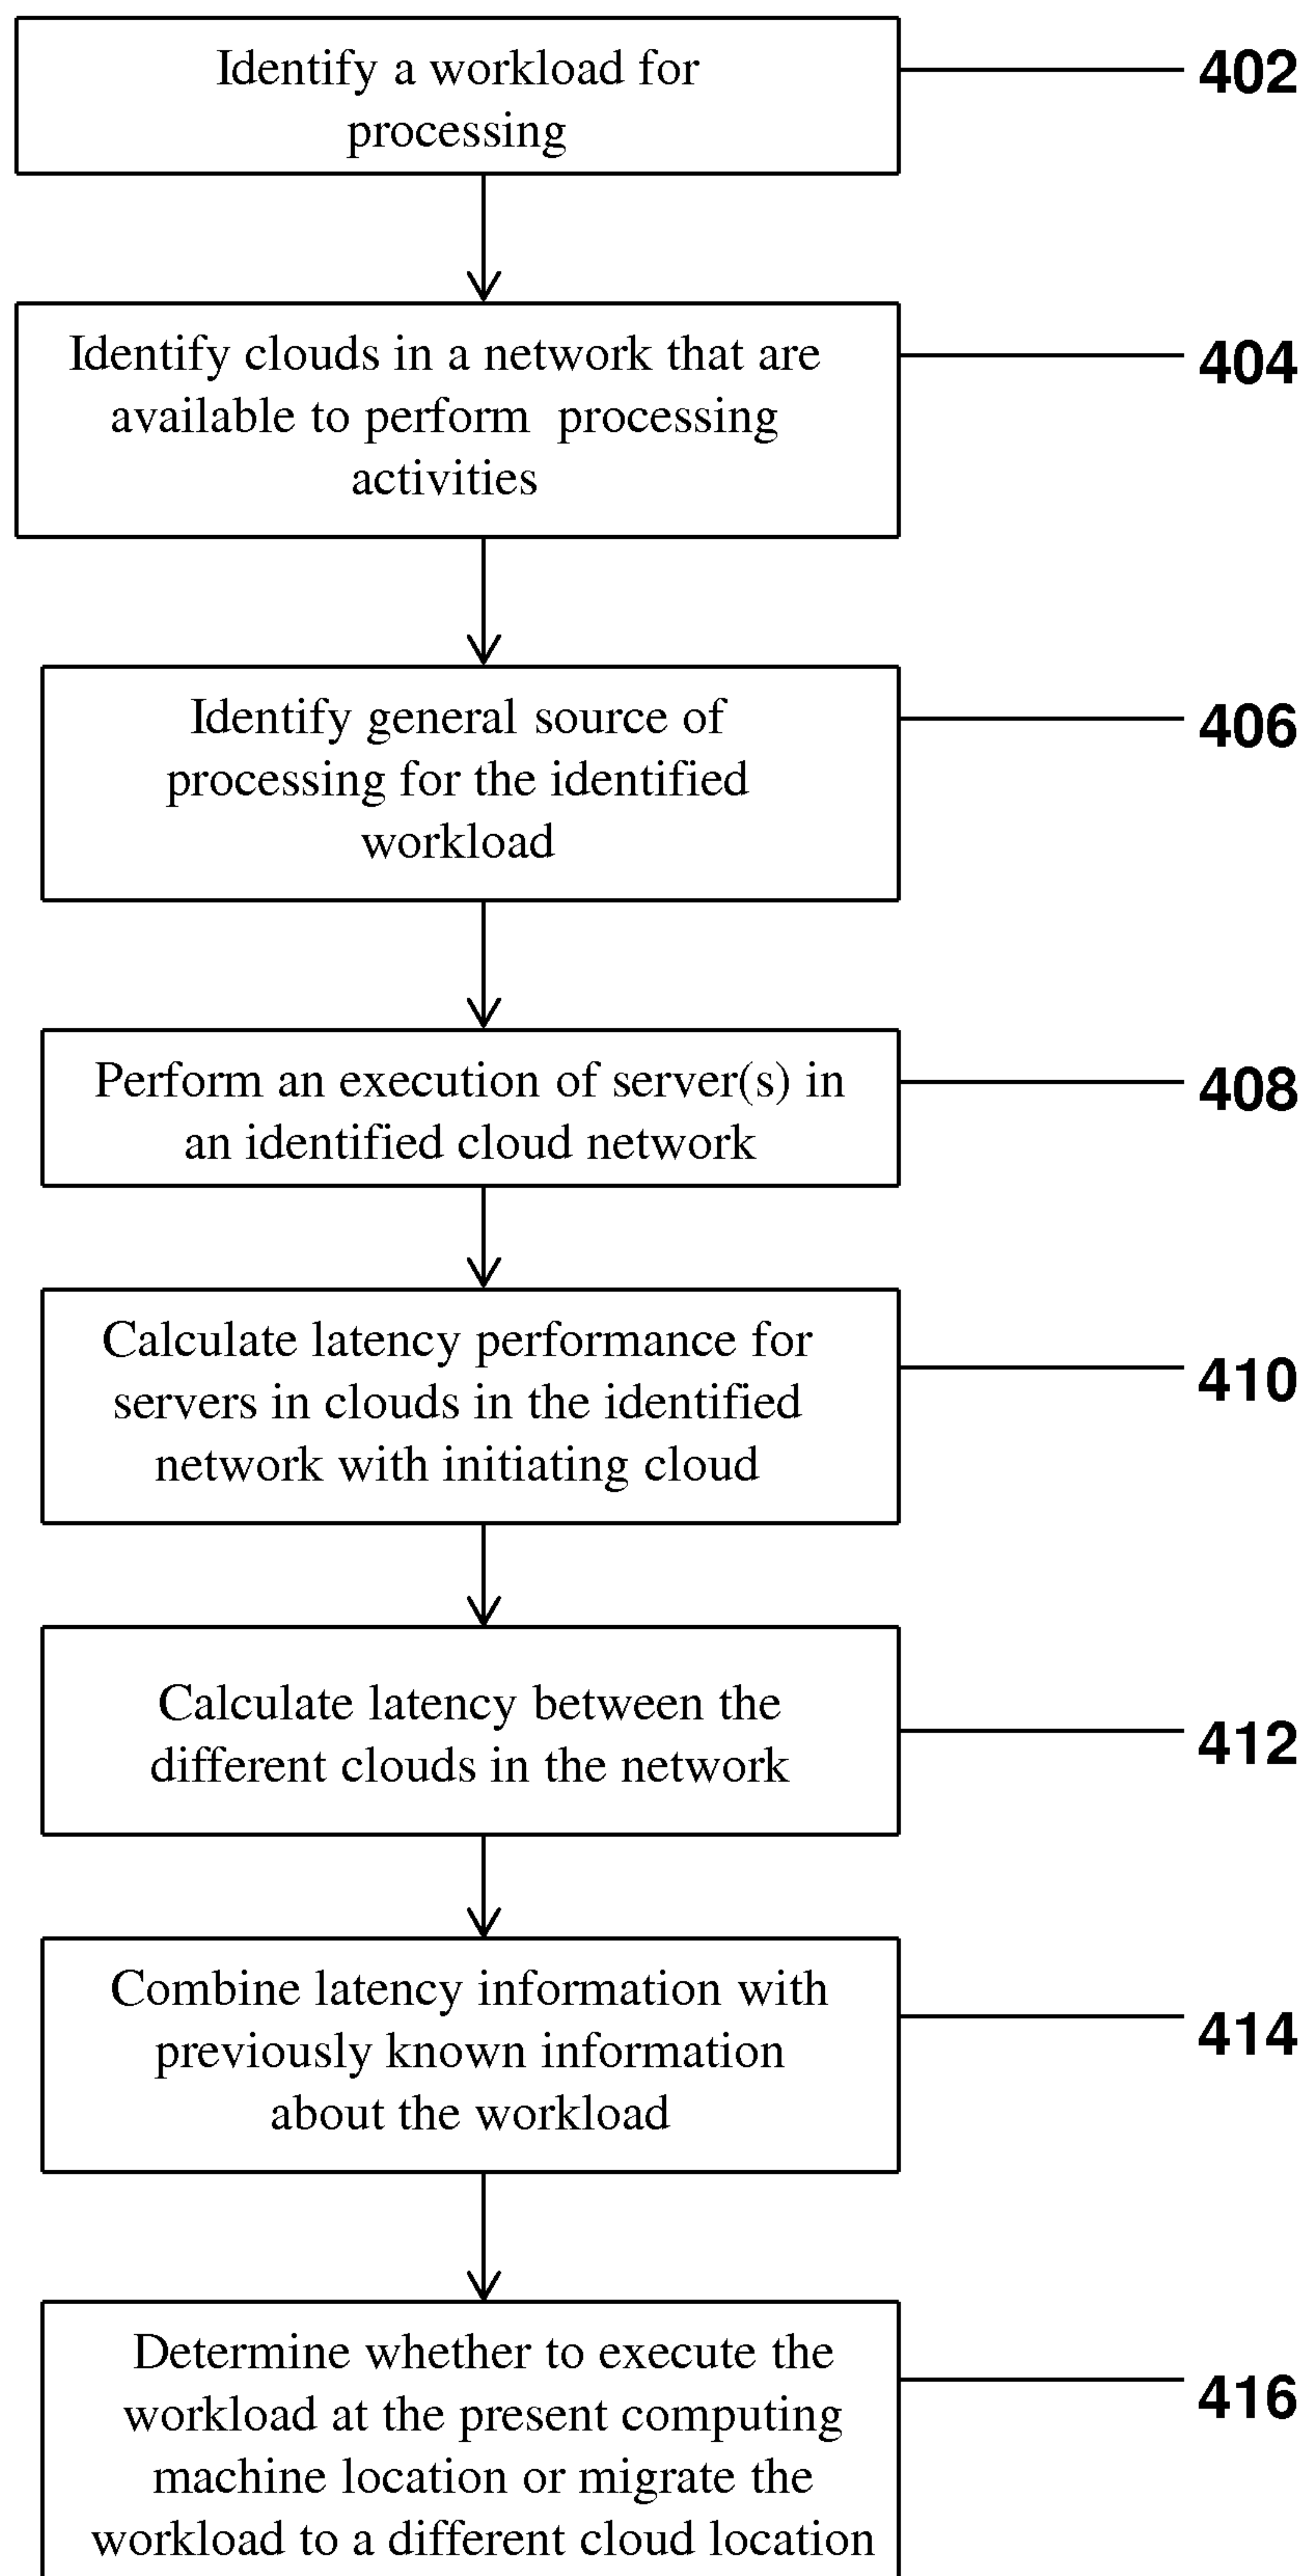 Identify a workload for
processing
402
Identify clouds in a network that are
available to perform  processing
activities
404
Identify general source of
processing for the identified
workload
406
Perform an execution of server(s) in
an identified cloud network
408
Calculate latency performance for
servers in clouds in the identified
network with initiating cloud
410
Calculate latency between the
different clouds in the network
412
Combine latency information with
previously known information
about the workload
414
Determine whether to execute the
workload at the present computing
machine location or migrate the
workload to a different cloud location
416